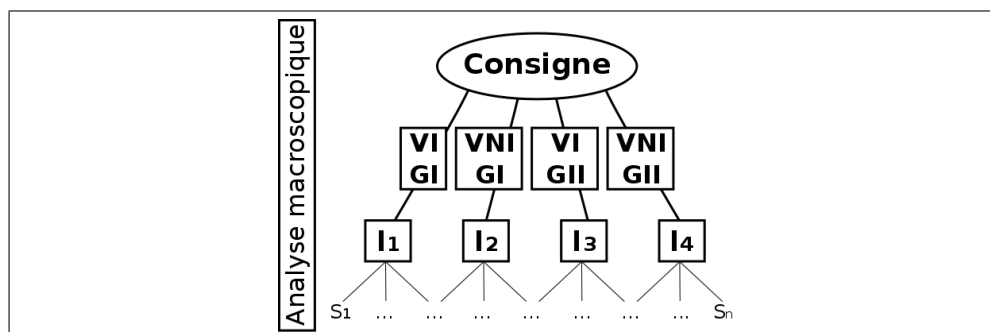 Analyse macroscopique
Consigne
VI VNI VI VNI
GI GI GII GII
I1 I2 I3 I4
S1 ... ... ... ... ... ... ... Sn